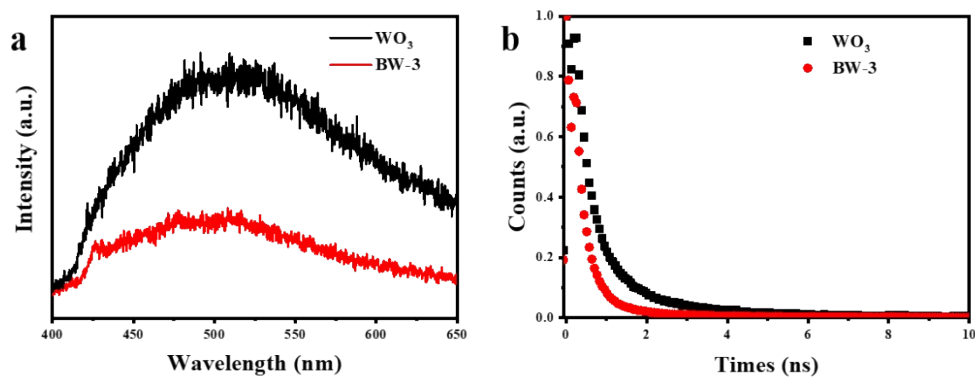 a
WO₃
BW-3
Intensity (a.u.)
400 450 500 550 600 650
Wavelength (nm)
b
WO₃
BW-3
Counts (a.u.)
1.0
0.8
0.6
0.4
0.2
0.0
0 2 4 6 8 10
Times (ns)